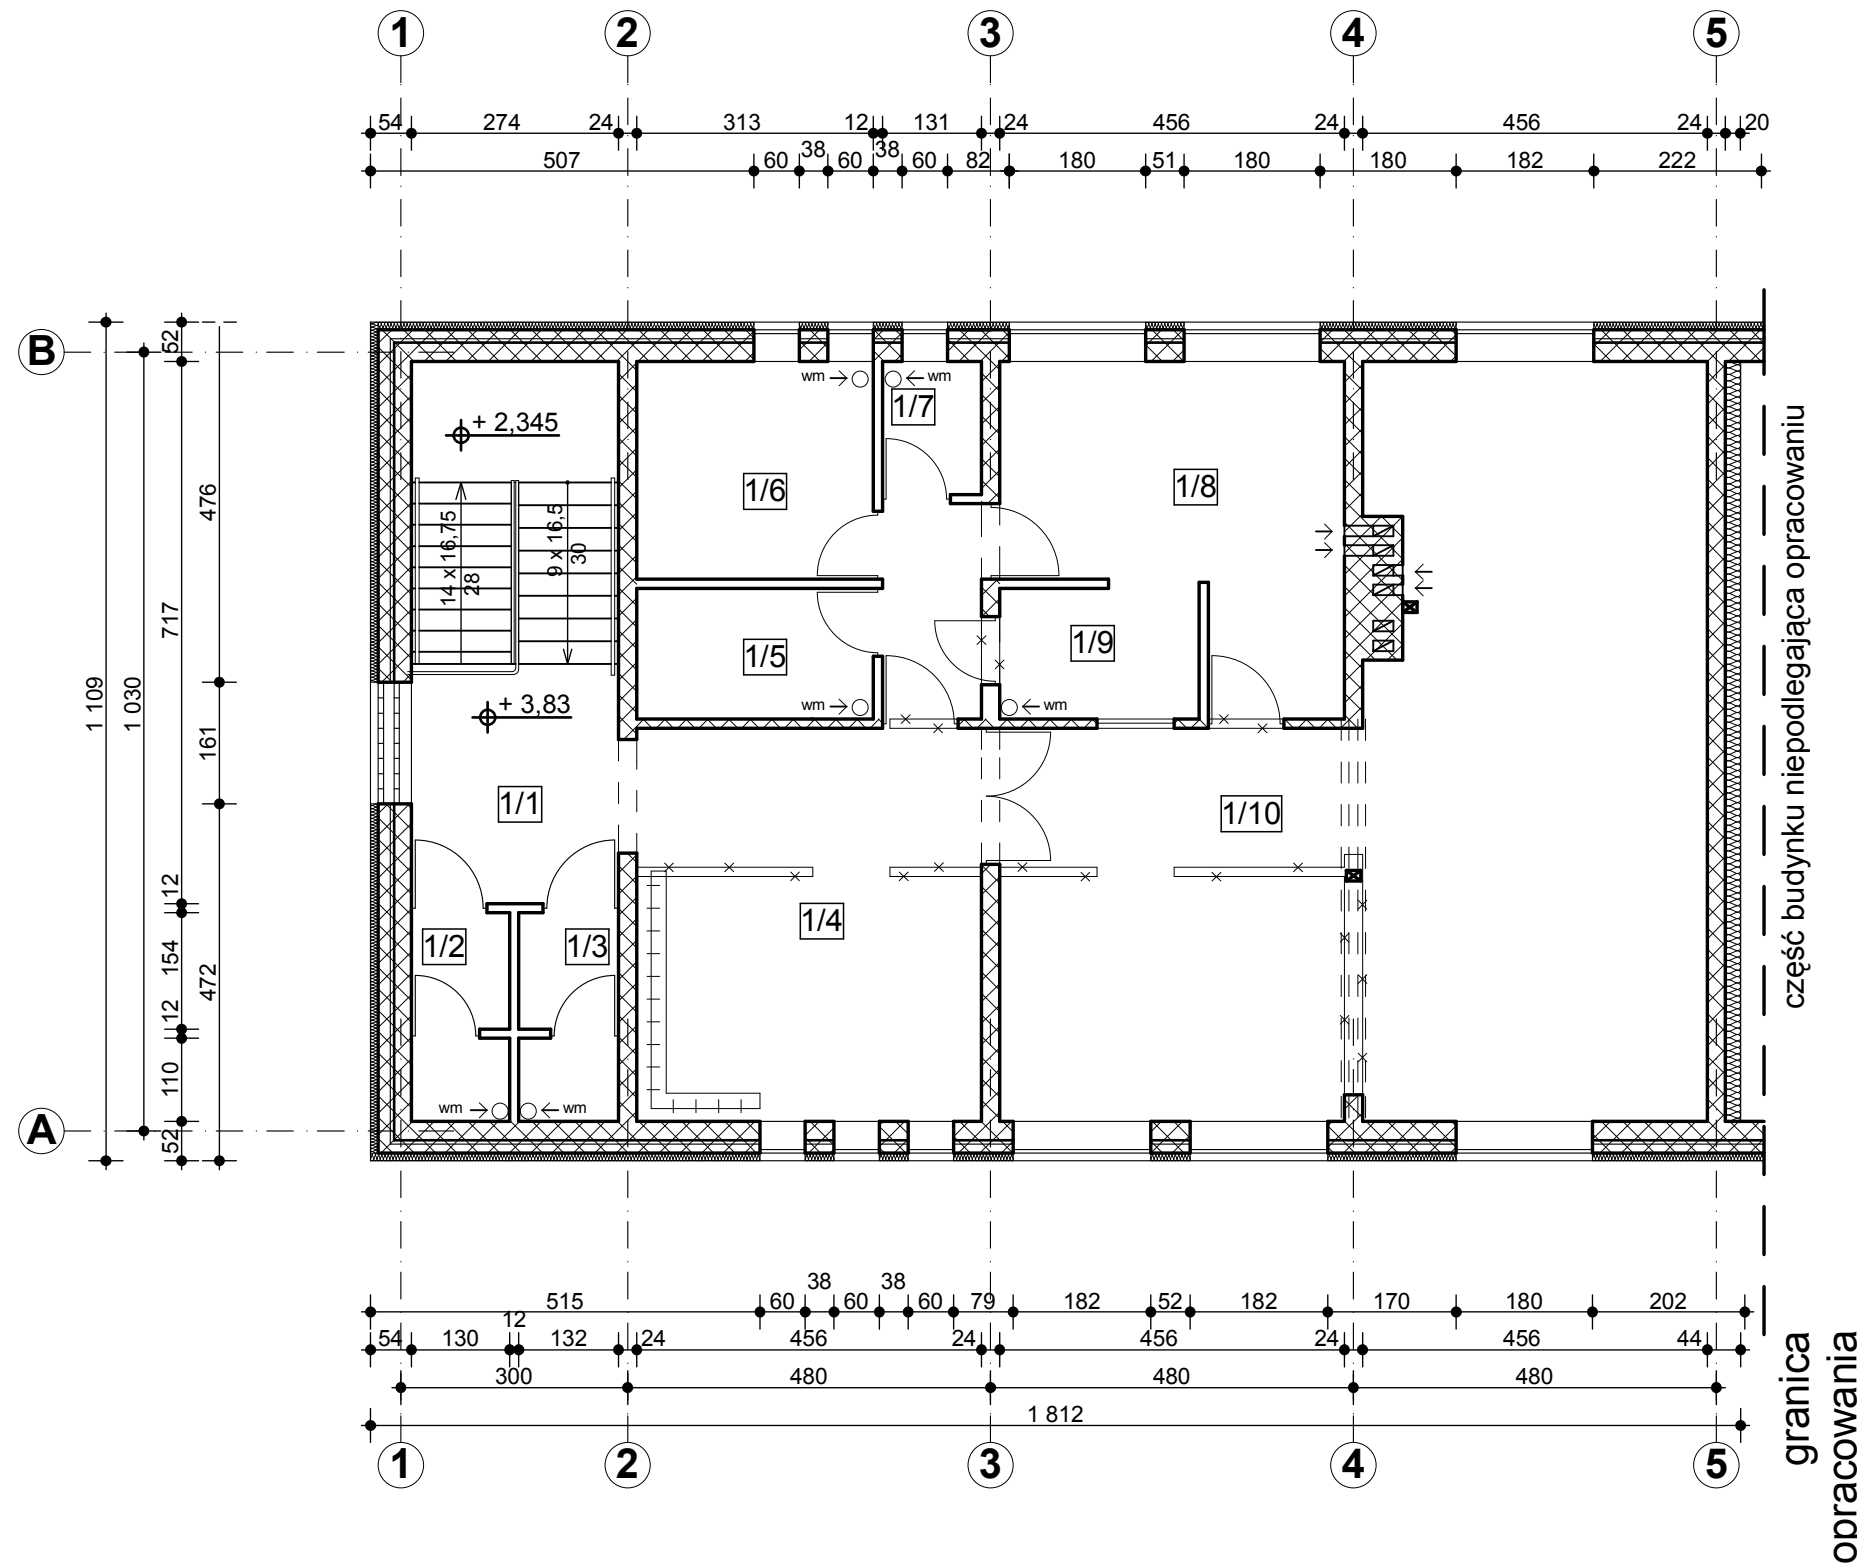 1 2 3 4 5
54 274 24 313 12 131 24 456 24 456 24 20
507 60 38 60 38 60 82 180 51 180 180 182 222
B
A
1 109
1 030
52
717
12
154
12
110
52
476
161
472
+ 2,345
14 x 16,75
28
9 x 16,5
30
+ 3,83
wm
wm
1/7
1/6
1/8
1/5
1/9
wm
wm
1/1
1/10
1/2
1/3
1/4
wm
wm
część budynku niepodlegająca opracowaniu
515 60 38 60 38 60 79 182 52 182 170 180 202
54 130 12 132 24 456 24 456 24 456 44
300 480 480 480
1 812
1 2 3 4 5
granica
opracowania